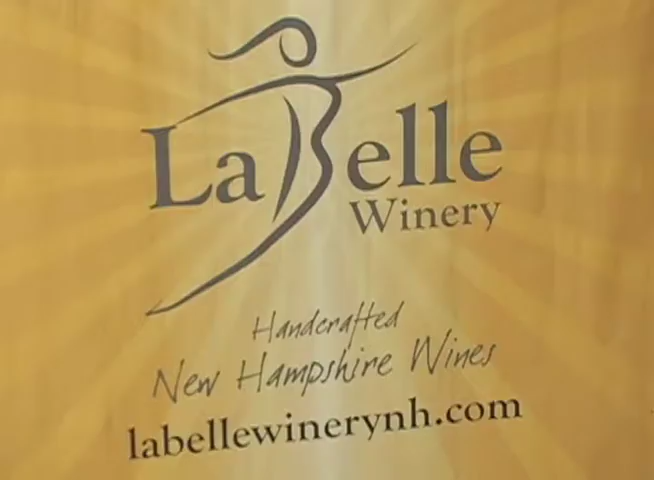 LaBelle
Winery
Handcrafted
New Hampshire Wines
labellewinerynh.com